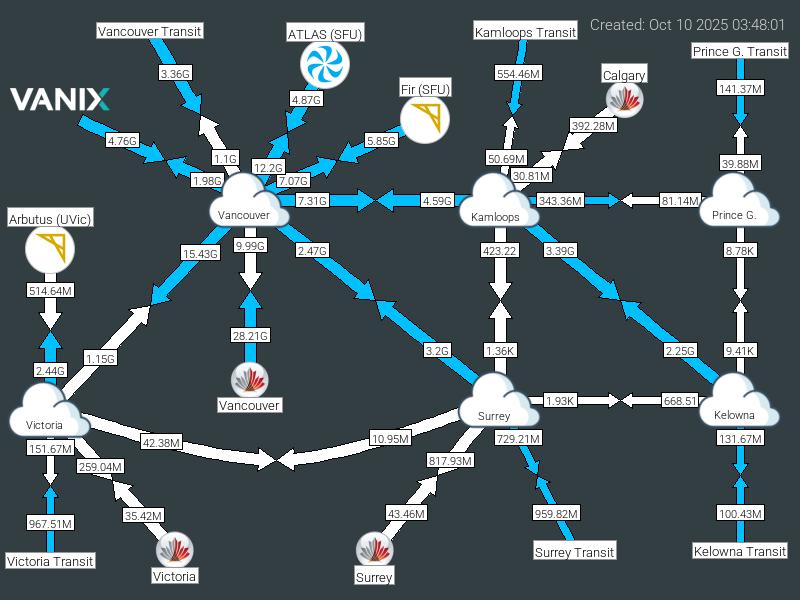 Created: Oct 10 2025 03:48:01
Vancouver Transit
ATLAS (SFU)
Kamloops Transit
Prince G. Transit
3.36G
554.46M
Calgary
141.37M
VANIX
4.87G
Fir (SFU)
392.28M
4.76G
5.85G
1.1G
12.2G
50.69M
39.88M
1.98G
7.07G
30.81M
7.31G
4.59G
343.36M
81.14M
Vancouver
Kamloops
Prince G.
Arbutus (UVic)
15.43G
9.99G
2.47G
423.22
3.39G
8.78K
514.64M
28.21G
1.15G
3.2G
1.36K
2.25G
9.41K
2.44G
Vancouver
1.93K
668.51
Victoria
Surrey
Kelowna
151.67M
42.38M
10.95M
729.21M
131.67M
259.04M
817.93M
967.51M
35.42M
43.46M
959.82M
100.43M
Victoria Transit
Victoria
Surrey
Surrey Transit
Kelowna Transit